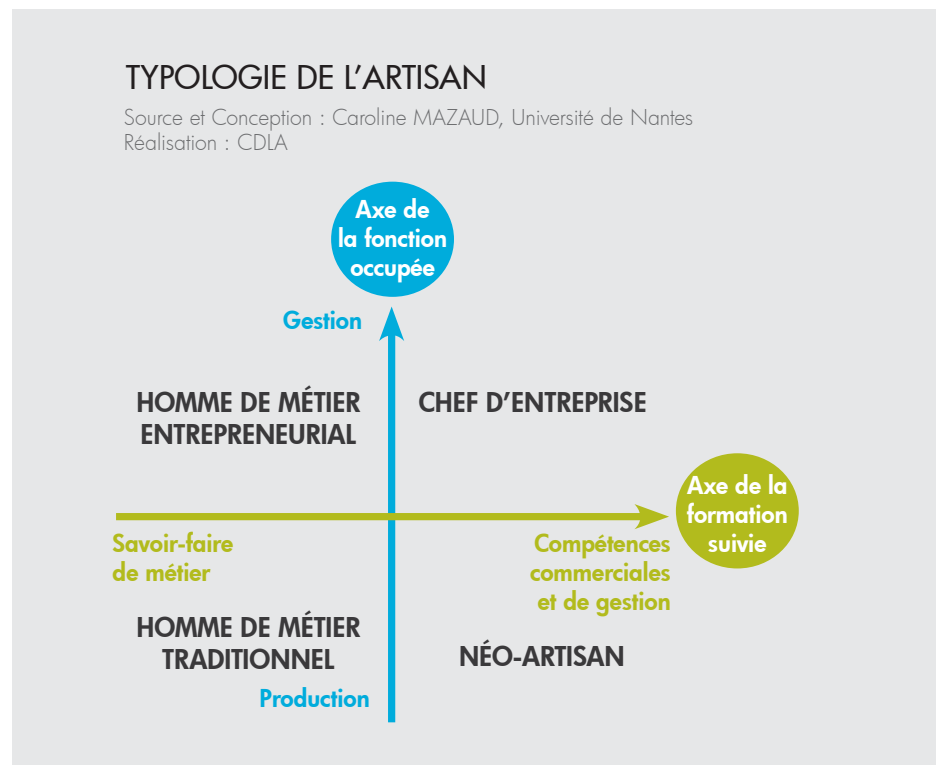 TYPOLOGIE DE L’ARTISAN
Source et Conception : Caroline MAZAUD, Université de Nantes
Réalisation : CDLA
Axe de
la fonction
occupée
Gestion
HOMME DE MÉTIER
ENTREPRENEURIAL
CHEF D’ENTREPRISE
Axe de la
formation
suivie
Savoir-faire
de métier
Compétences
commerciales
et de gestion
HOMME DE MÉTIER
TRADITIONNEL
NÉO-ARTISAN
Production